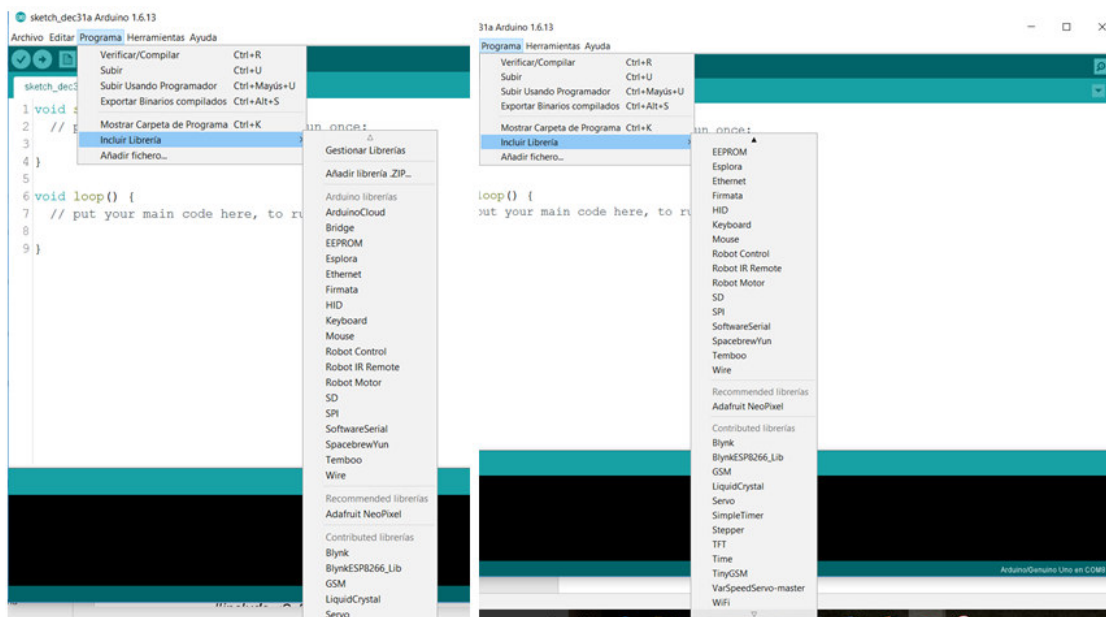 sketch_dec31a Arduino 1.6.13
Archivo Editar Programa Herramientas Ayuda
Verificar/Compilar Ctrl+R
Subir Ctrl+U
Subir Usando Programador Ctrl+Mayús+U
Exportar Binarios compilados Ctrl+Alt+S
Mostrar Carpeta de Programa Ctrl+K
Incluir Librería
Añadir fichero...
sketch_dec3
1 void s
2 // p un once:
3
4 }
5
6 void loop() {
7 // put your main code here, to ru
8
9 }
Gestionar Librerías
Añadir librería .ZIP...
Arduino librerías
ArduinoCloud
Bridge
EEPROM
Esplora
Ethernet
Firmata
HID
Keyboard
Mouse
Robot Control
Robot IR Remote
Robot Motor
SD
SPI
SoftwareSerial
SpacebrewYun
Temboo
Wire
Recommended librerías
Adafruit NeoPixel
Contributed librerías
Blynk
BlynkESP8266_Lib
GSM
LiquidCrystal
Servo
31a Arduino 1.6.13
Programa Herramientas Ayuda
Verificar/Compilar Ctrl+R
Subir Ctrl+U
Subir Usando Programador Ctrl+Mayús+U
Exportar Binarios compilados Ctrl+Alt+S
Mostrar Carpeta de Programa Ctrl+K
Incluir Librería
Añadir fichero...
un once:
loop() {
put your main code here, to ru
EEPROM
Esplora
Ethernet
Firmata
HID
Keyboard
Mouse
Robot Control
Robot IR Remote
Robot Motor
SD
SPI
SoftwareSerial
SpacebrewYun
Temboo
Wire
Recommended librerías
Adafruit NeoPixel
Contributed librerías
Blynk
BlynkESP8266_Lib
GSM
LiquidCrystal
Servo
SimpleTimer
Stepper
TFT
Time
TinyGSM
VarSpeedServo-master
WiFi
Arduino/Genuino Uno en COM9